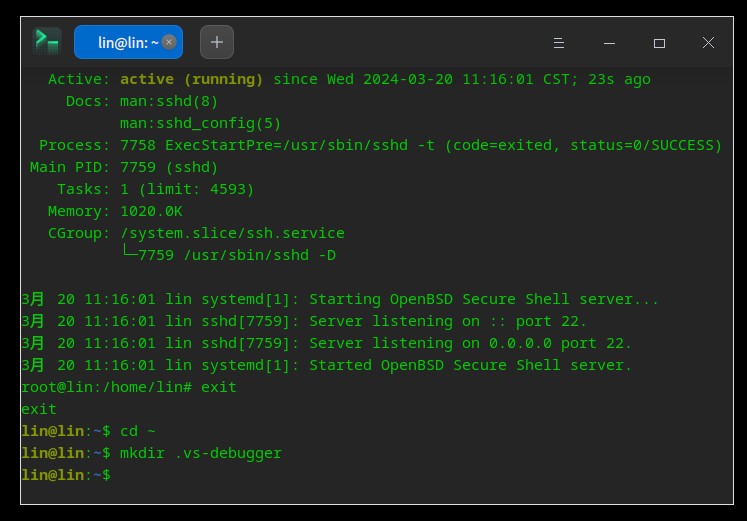 lin@lin: ~
Active: active (running) since Wed 2024-03-20 11:16:01 CST; 23s ago
Docs: man:sshd(8)
man:sshd_config(5)
Process: 7758 ExecStartPre=/usr/sbin/sshd -t (code=exited, status=0/SUCCESS)
Main PID: 7759 (sshd)
Tasks: 1 (limit: 4593)
Memory: 1020.0K
CGroup: /system.slice/ssh.service
└─7759 /usr/sbin/sshd -D
3月 20 11:16:01 lin systemd[1]: Starting OpenBSD Secure Shell server...
3月 20 11:16:01 lin sshd[7759]: Server listening on :: port 22.
3月 20 11:16:01 lin sshd[7759]: Server listening on 0.0.0.0 port 22.
3月 20 11:16:01 lin systemd[1]: Started OpenBSD Secure Shell server.
root@lin:/home/lin# exit
exit
lin@lin:~$ cd ~
lin@lin:~$ mkdir .vs-debugger
lin@lin:~$